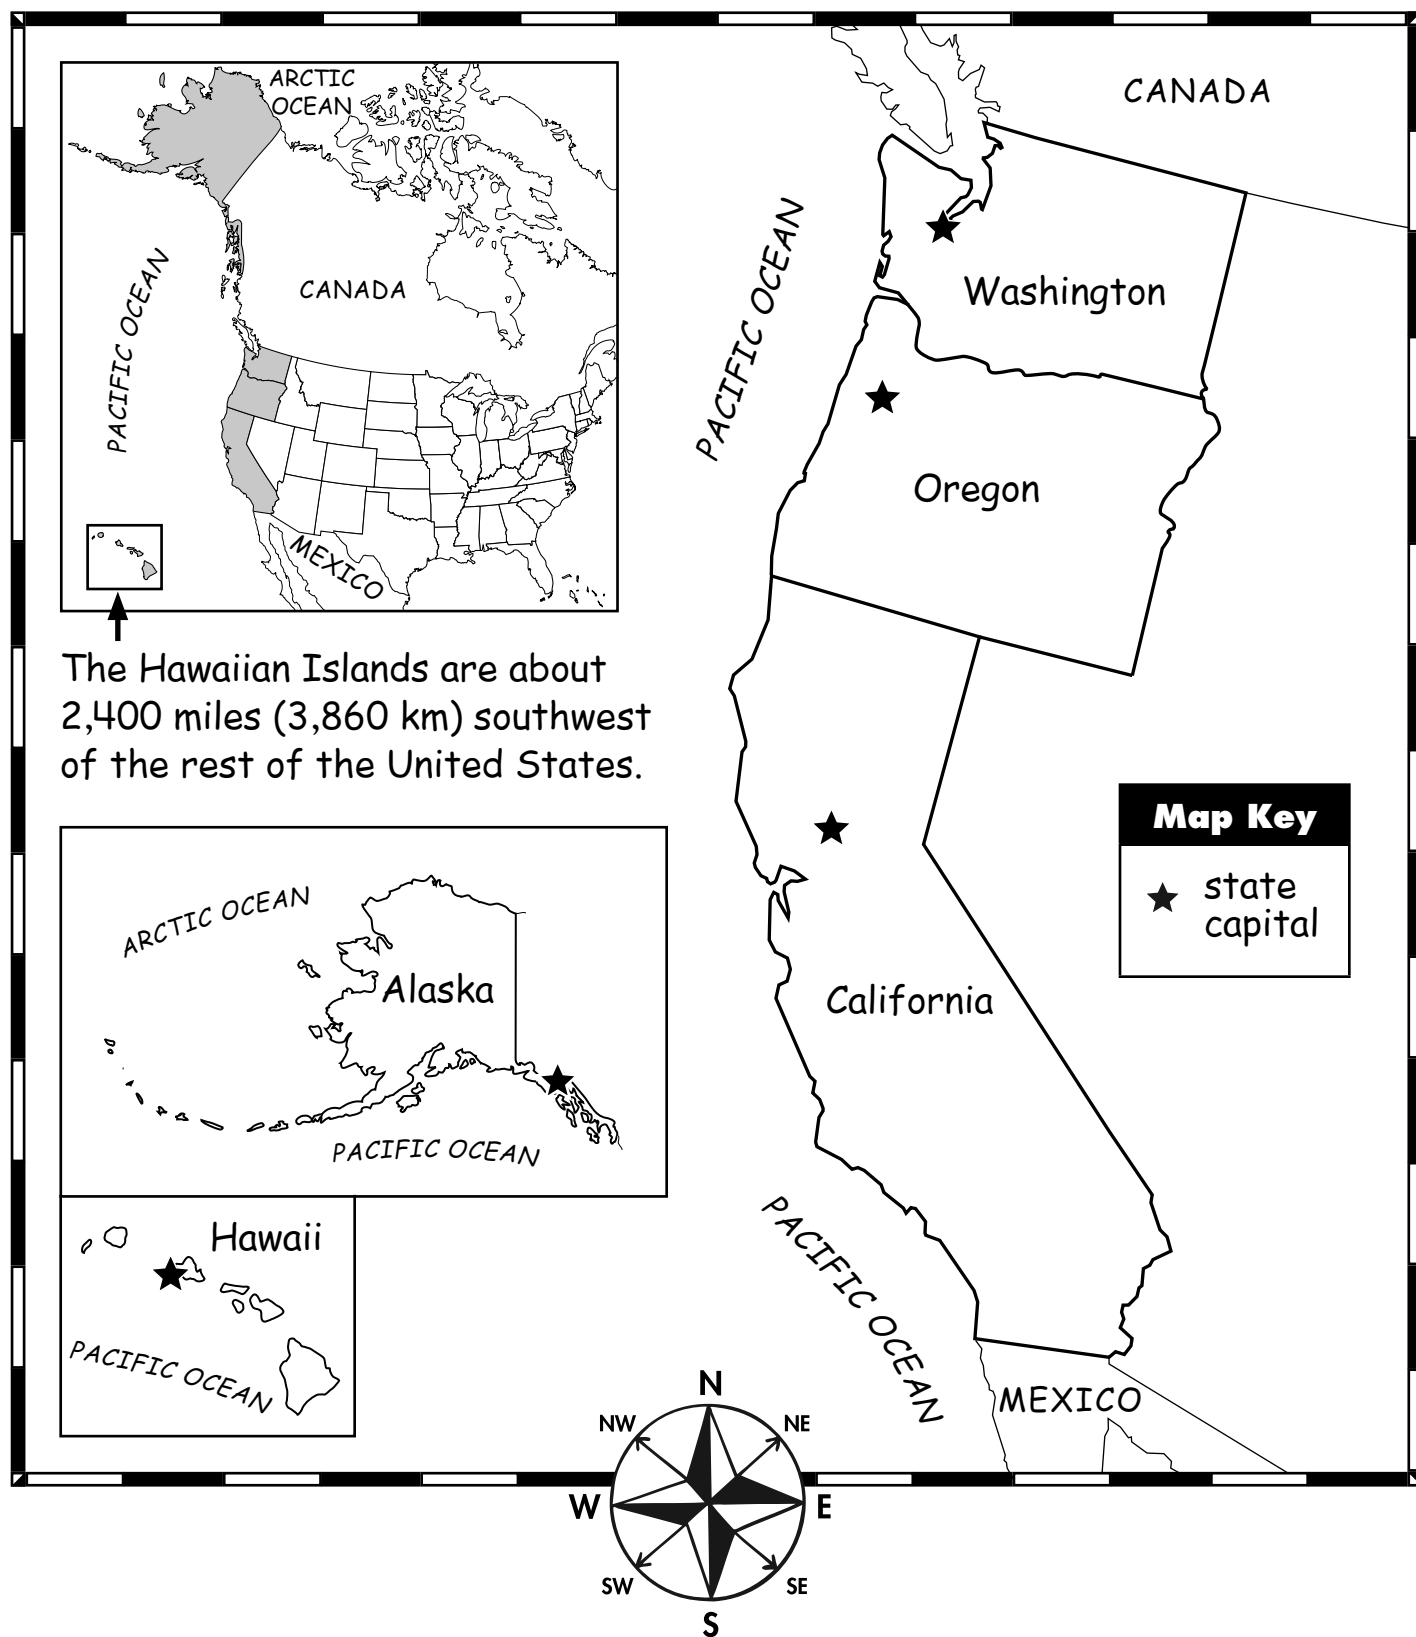 ARCTIC
OCEAN
PACIFIC OCEAN
CANADA
MEXICO
The Hawaiian Islands are about
2,400 miles (3,860 km) southwest
of the rest of the United States.
ARCTIC OCEAN
Alaska
PACIFIC OCEAN
Hawaii
PACIFIC OCEAN
CANADA
PACIFIC OCEAN
Washington
Oregon
California
Map Key
state
capital
PACIFIC OCEAN
MEXICO
N
NW
NE
W
E
SW
SE
S